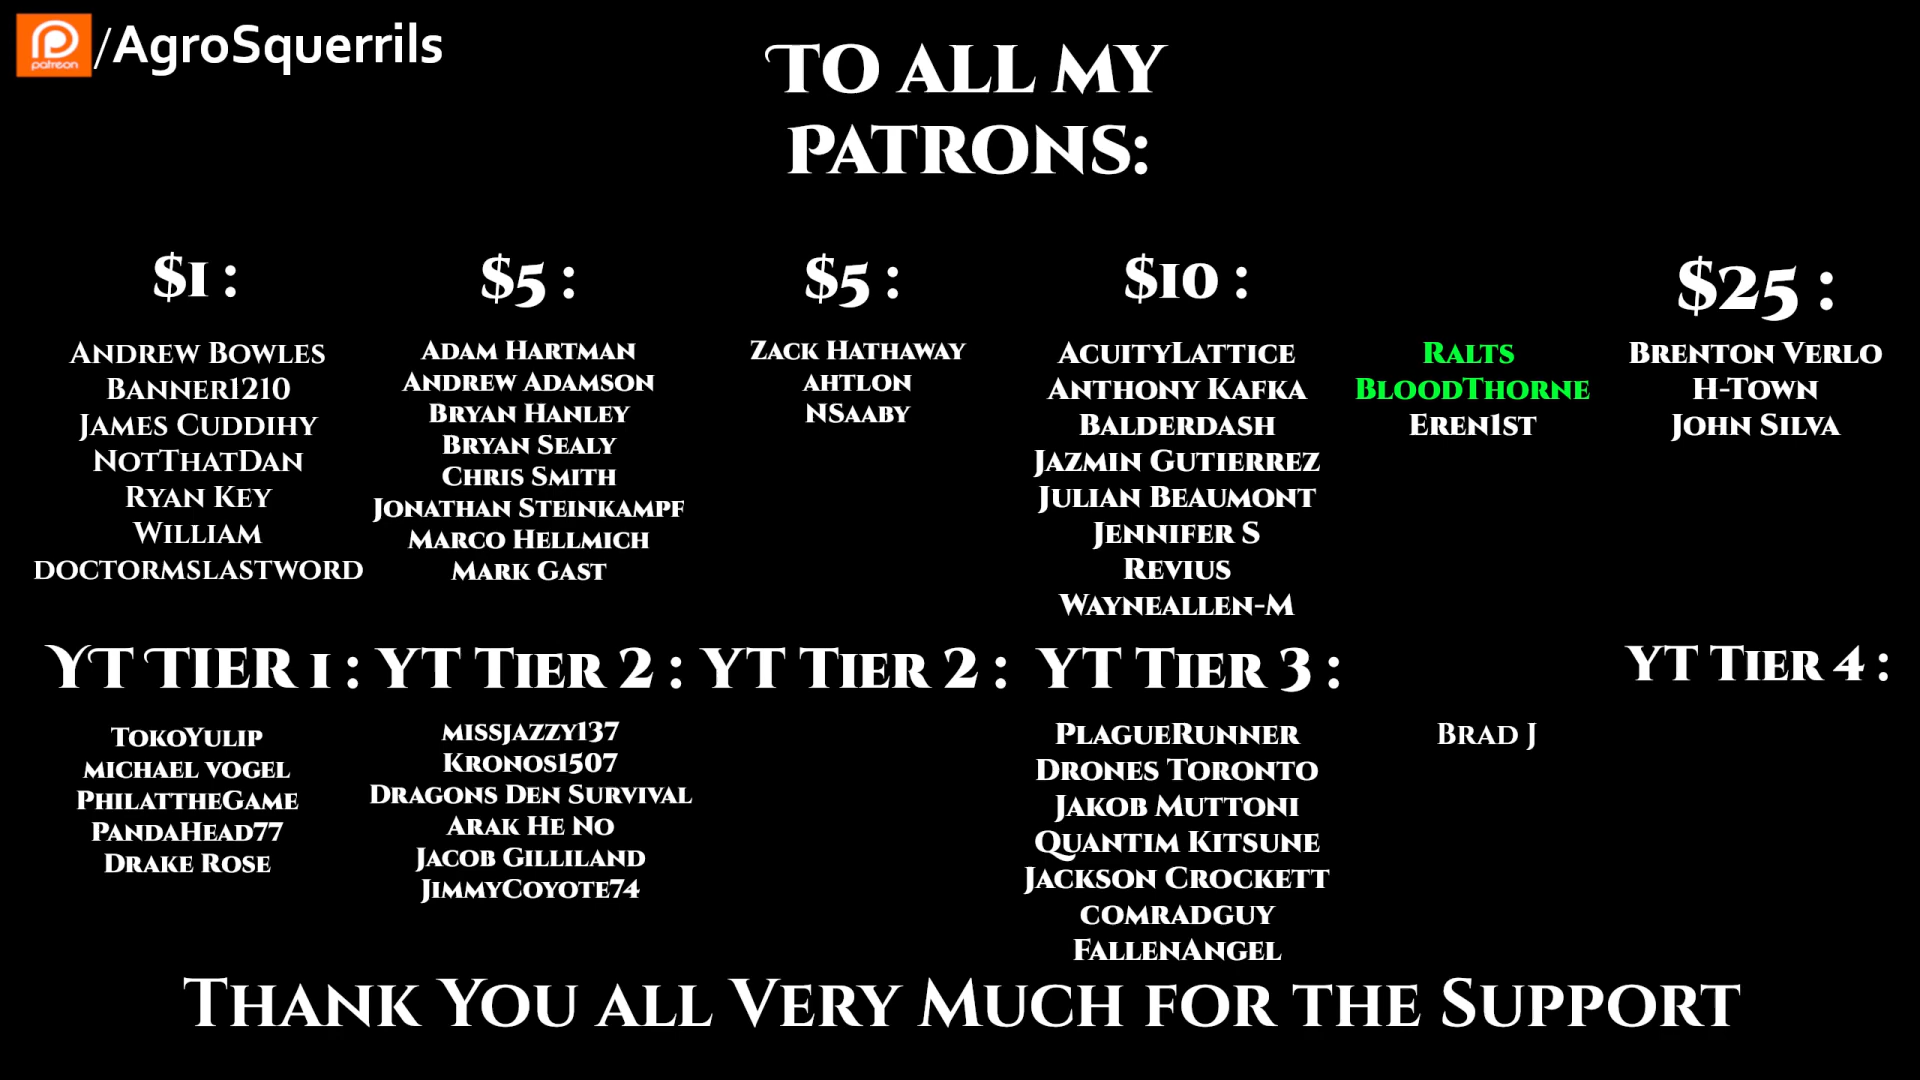 patreon
/AgroSquerrils
To all my
Patrons:
$1 :
Andrew Bowles
Banner1210
James Cuddihy
NotThatDan
Ryan Key
William
doctormslastword
$5 :
Adam Hartman
Andrew Adamson
Bryan Hanley
Bryan Sealy
Chris Smith
Jonathan Steinkampf
Marco Hellmich
Mark Gast
$5 :
Zack Hathaway
ahtlon
NSaaby
$10 :
AcuityLattice
Anthony Kafka
Balderdash
Jazmin Gutierrez
Julian Beaumont
Jennifer S
Revius
Wayneallen-M
Ralts
BloodThorne
Eren1st
$25 :
Brenton Verlo
H-Town
John Silva
YT Tier 1 :
TokoYulip
michael vogel
PhilattheGame
PandaHead77
Drake Rose
YT Tier 2 :
missjazzy137
Kronos1507
Dragons Den Survival
Arak He No
Jacob Gilliland
JimmyCoyote74
YT Tier 2 :
YT Tier 3 :
PlagueRunner
Drones Toronto
Jakob Muttoni
Quantim Kitsune
Jackson Crockett
comradguy
FallenAngel
Brad J
YT Tier 4 :
Thank You all Very Much for the Support